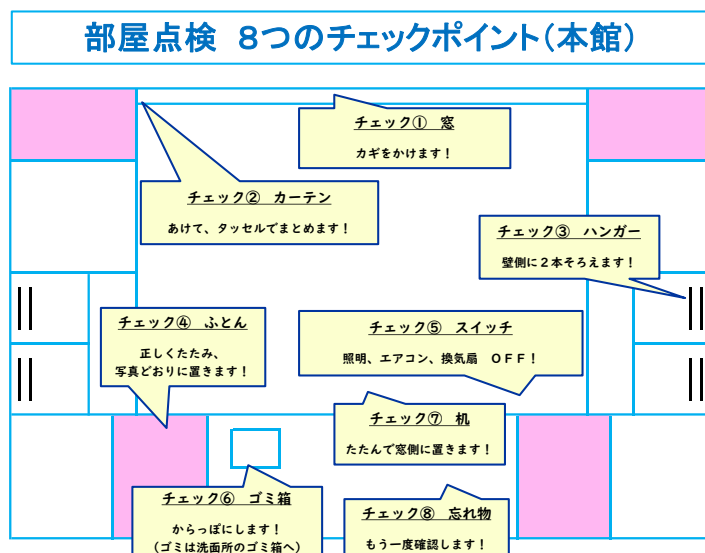 部屋点検 8つのチェックポイント(本館)
チェック① 窓
カギをかけます!
チェック② カーテン
あけて、タッセルでまとめます!
チェック③ ハンガー
壁側に2本そろえます!
チェック④ ふとん
正しくたたみ、
写真どおりに置きます!
チェック⑤ スイッチ
照明、エアコン、換気扇 OFF!
チェック⑦ 机
たたんで窓側に置きます!
チェック⑥ ゴミ箱
からっぽにします!
(ゴミは洗面所のゴミ箱へ)
チェック⑧ 忘れ物
もう一度確認します!